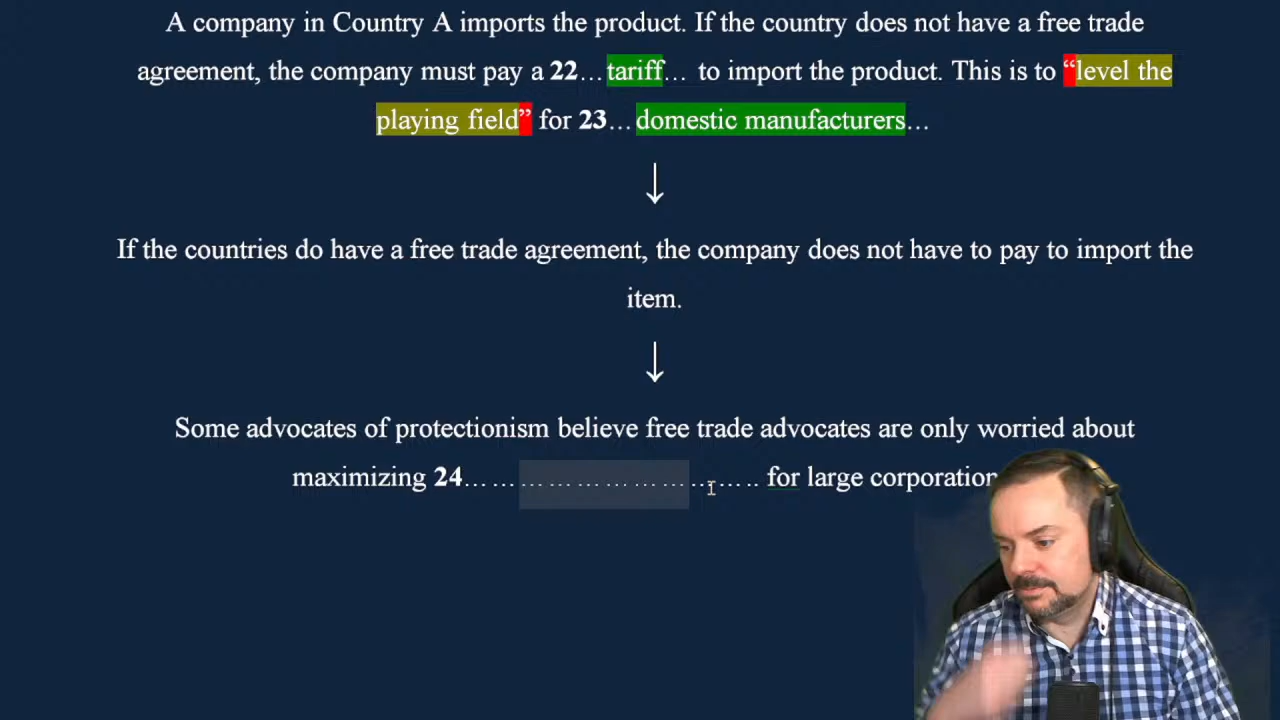 A company in Country A imports the product. If the country does not have a free trade
agreement, the company must pay a 22…tariff… to import the product. This is to “level the
playing field” for 23…domestic manufacturers…
↓
If the countries do have a free trade agreement, the company does not have to pay to import the
item.
↓
Some advocates of protectionism believe free trade advocates are only worried about
maximizing 24……………………….. for large corporation